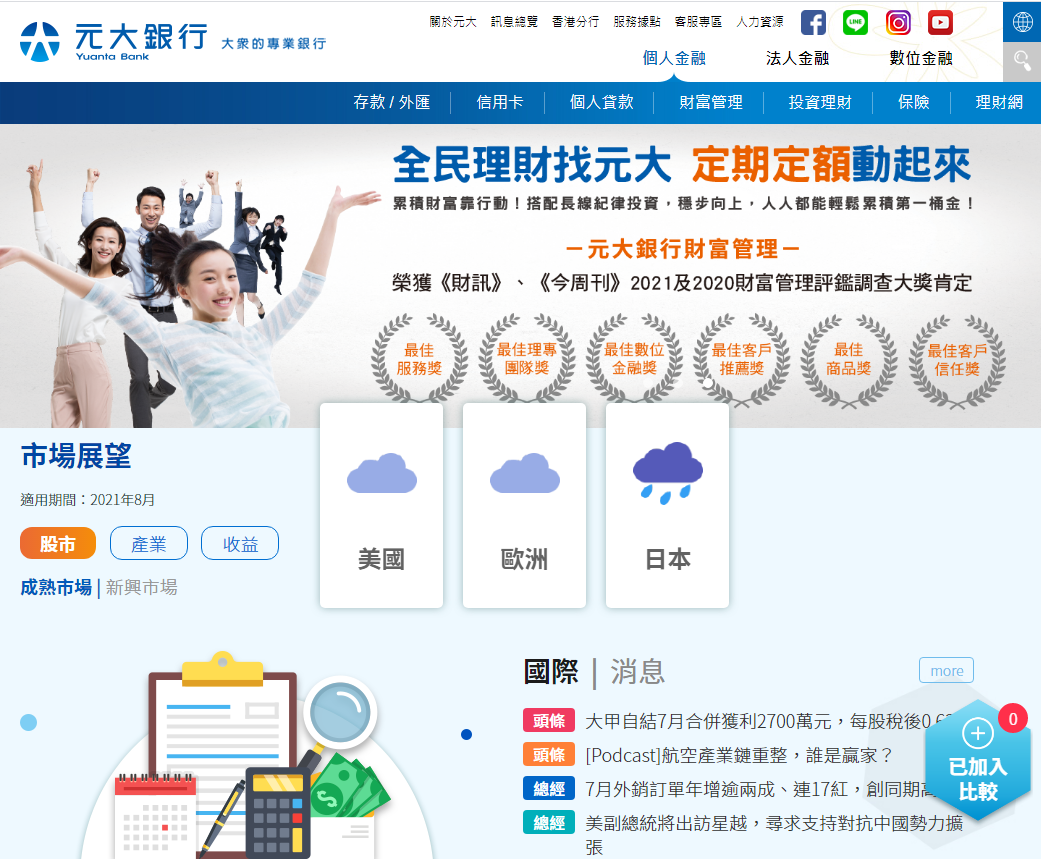 元大銀行 大眾的專業銀行
Yuanta Bank
關於元大 訊息總覽 香港分行 服務據點 客服專區 人力資源
LINE
個人金融 法人金融 數位金融
存款 / 外匯 信用卡 個人貸款 財富管理 投資理財 保險 理財網
全民理財找元大 定期定額動起來
累積財富靠行動！搭配長線紀律投資，穩步向上，人人都能輕鬆累積第一桶金！
－元大銀行財富管理－
榮獲《財訊》、《今周刊》2021及2020財富管理評鑑調查大獎肯定
最佳 最佳理專 最佳數位 最佳客戶 最佳 最佳客戶
服務獎 團隊獎 金融獎 推薦獎 商品獎 信任獎
市場展望
適用期間：2021年8月
股市 產業 收益
成熟市場 | 新興市場
美國 歐洲 日本
國際 | 消息
more
頭條 大甲自結7月合併獲利2700萬元，每股稅後0.6
頭條 [Podcast]航空產業鏈重整，誰是贏家？
總經 7月外銷訂單年增逾兩成、連17紅，創同期高
總經 美副總統將出訪星越，尋求支持對抗中國勢力擴
張
0
已加入
比較